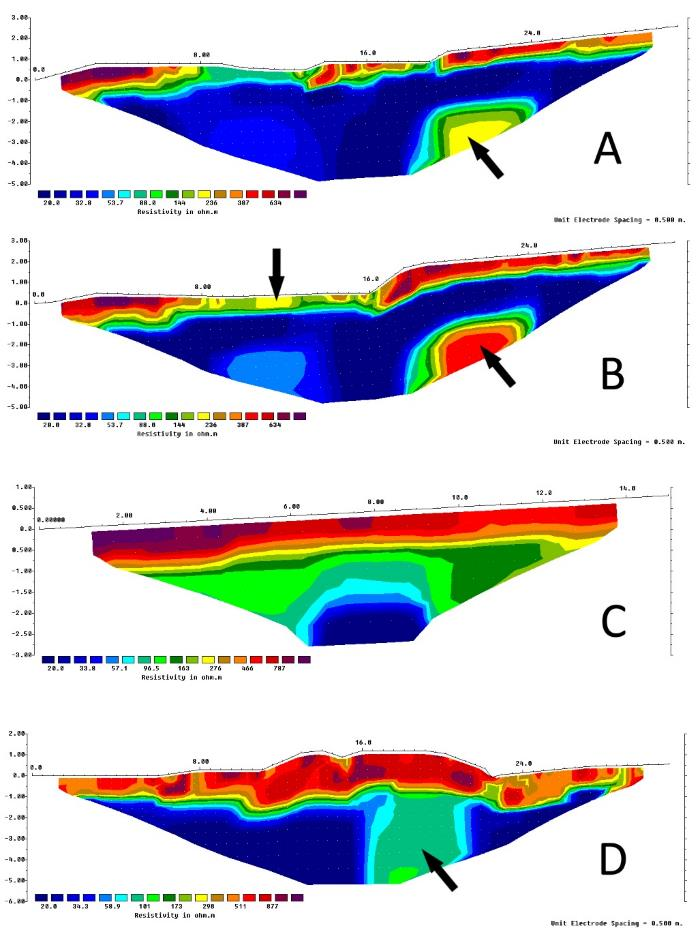 3.00
2.00
1.00
0.0
-1.00
-2.00
-3.00
-4.00
-5.00
0.0 8.00 16.0 24.0
A
20.0 32.8 53.7 88.0 144 236 387 634
Resistivity in ohm.m
Unit Electrode Spacing = 0.500 m.
3.00
2.00
1.00
0.0
-1.00
-2.00
-3.00
-4.00
-5.00
0.0 8.00 16.0 24.0
B
20.0 32.8 53.7 88.0 144 236 387 634
Resistivity in ohm.m
Unit Electrode Spacing = 0.500 m.
1.00
0.500
0.0
0.500
-1.00
-1.50
-2.00
-2.50
-3.00
0.00000 2.00 4.00 6.00 8.00 10.0 12.0 14.0
C
20.0 33.8 57.1 96.5 163 276 466 787
Resistivity in ohm.m
2.00
1.00
0.0
-1.00
-2.00
-3.00
-4.00
-5.00
-6.00
0.0 8.00 16.0 24.0
D
20.0 34.3 58.9 101 173 298 511 877
Resistivity in ohm.m
Unit Electrode Spacing = 0.500 m.